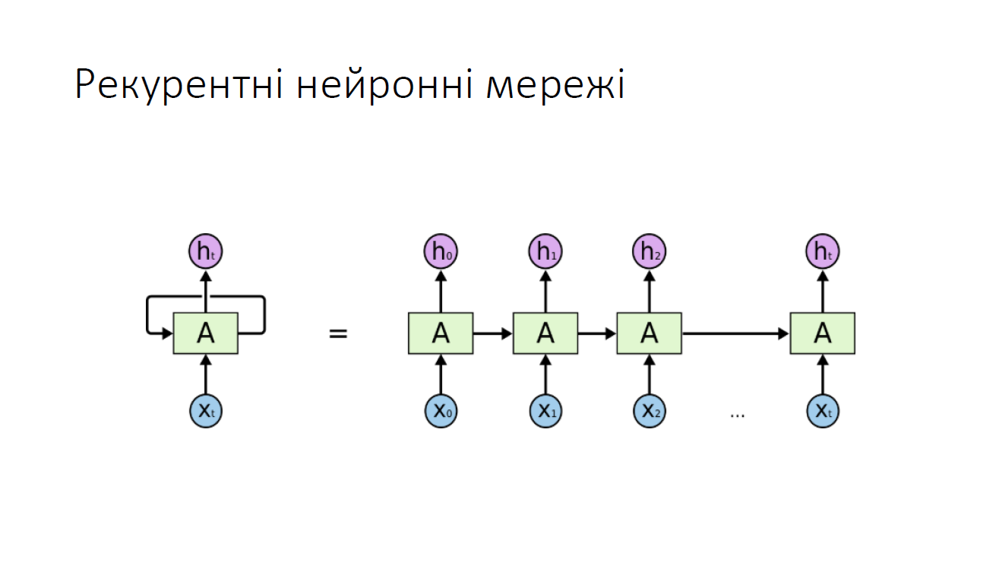 Рекурентні нейронні мережі
hₜ h₀ h₁ h₂ hₜ
A = A A A A
xₜ x₀ x₁ x₂ ... xₜ